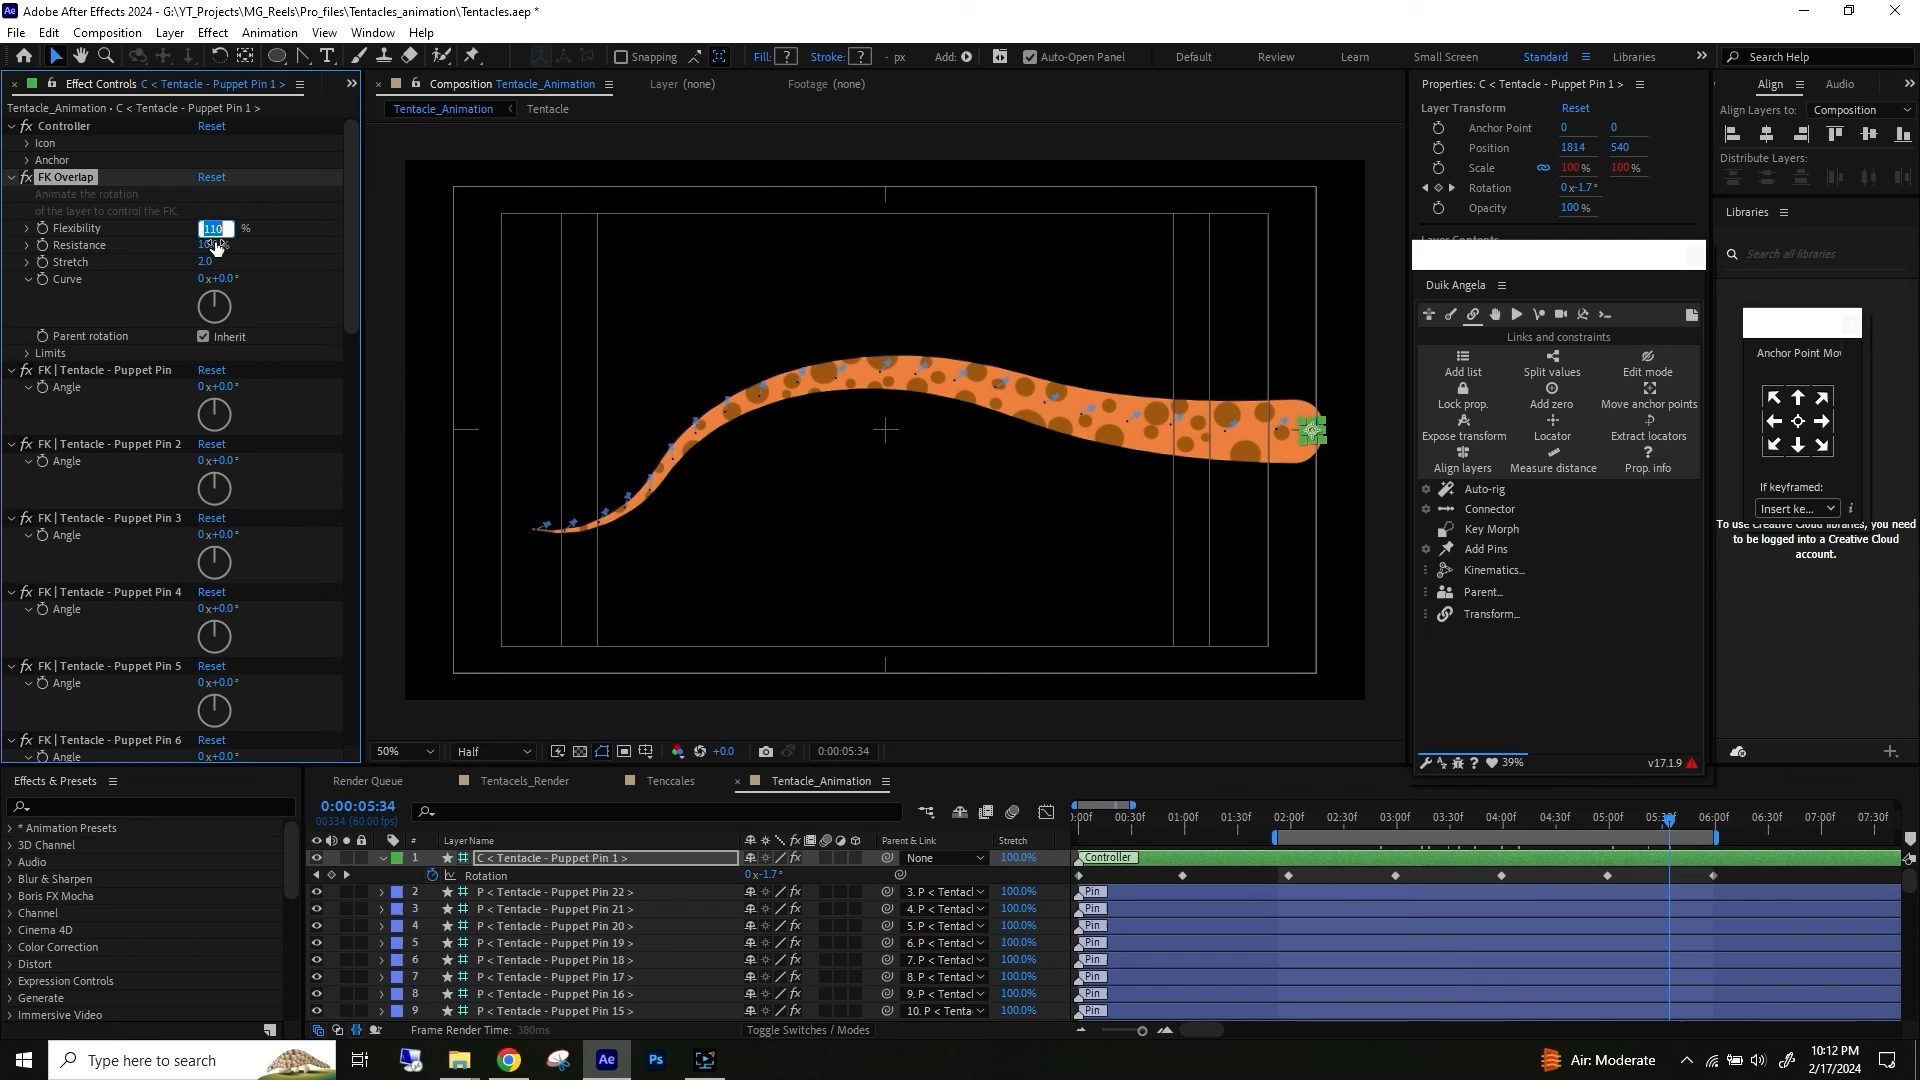 Adobe After Effects 2024 - G:\YT_Projects\MG_Reels\Pro_files\Tentacles_animation\Tentacles.aep *
File Edit Composition Layer Effect Animation View Window Help
Snapping Fill: ? Stroke: ? - px Add: Auto-Open Panel Default Review Learn Small Screen Standard Libraries Search Help
Effect Controls C < Tentacle - Puppet Pin 1 >
Tentacle_Animation • C < Tentacle - Puppet Pin 1 >
fx Controller Reset
Icon
Anchor
fx FK Overlap Reset
Animate the rotation
of the layer to control the FK.
Flexibility 110 %
Resistance
Stretch 2.0
Curve 0x+0.0°
Parent rotation Inherit
Limits
fx FK | Tentacle - Puppet Pin Reset
Angle 0x+0.0°
fx FK | Tentacle - Puppet Pin 2 Reset
Angle 0x+0.0°
fx FK | Tentacle - Puppet Pin 3 Reset
Angle 0x+0.0°
fx FK | Tentacle - Puppet Pin 4 Reset
Angle 0x+0.0°
fx FK | Tentacle - Puppet Pin 5 Reset
Angle 0x+0.0°
fx FK | Tentacle - Puppet Pin 6 Reset
Angle 0x+0.0°
Composition Tentacle_Animation Layer (none) Footage (none)
Tentacle_Animation Tentacle
50% Half +0.0 0:00:05:34
Properties: C < Tentacle - Puppet Pin 1 >
Layer Transform Reset
Anchor Point 0 0
Position 1814 540
Scale 100 % 100 %
Rotation 0x-1.7°
Opacity 100 %
Duik Angela
Links and constraints
Add list Split values Edit mode
Lock prop. Add zero Move anchor points
Expose transform Locator Extract locators
Align layers Measure distance Prop. info
Auto-rig
Connector
Key Morph
Add Pins
Kinematics...
Parent...
Transform...
39% v17.1.9
Align Audio
Align Layers to: Composition
Distribute Layers:
Libraries
Search all libraries
Anchor Point Mov
If keyframed:
Insert ke...
To use Creative Cloud libraries, you need
to be logged into a Creative Cloud
account.
Effects & Presets
* Animation Presets
3D Channel
Audio
Blur & Sharpen
Boris FX Mocha
Channel
Cinema 4D
Color Correction
Distort
Expression Controls
Generate
Immersive Video
Render Queue Tentacels_Render Tenccales Tentacle_Animation
0:00:05:34
00334 (60.00 fps)
# Layer Name Parent & Link Stretch
:00f 00:30f 01:00f 01:30f 02:00f 02:30f 03:00f 03:30f 04:00f 04:30f 05:00f 06:00f 06:30f 07:00f 07:30f
1 C < Tentacle - Puppet Pin 1 > None 100.0% Controller
Rotation 0x-1.7°
2 P < Tentacle - Puppet Pin 22 > 3. P < Tentacl 100.0% Pin
3 P < Tentacle - Puppet Pin 21 > 4. P < Tentacl 100.0% Pin
4 P < Tentacle - Puppet Pin 20 > 5. P < Tentacl 100.0% Pin
5 P < Tentacle - Puppet Pin 19 > 6. P < Tentacl 100.0% Pin
6 P < Tentacle - Puppet Pin 18 > 7. P < Tentacl 100.0% Pin
7 P < Tentacle - Puppet Pin 17 > 8. P < Tentacl 100.0% Pin
8 P < Tentacle - Puppet Pin 16 > 9. P < Tentacl 100.0% Pin
9 P < Tentacle - Puppet Pin 15 > 10. P < Tenta 100.0% Pin
Frame Render Time: 380ms Toggle Switches / Modes
Type here to search Ae Ps Air: Moderate 10:12 PM
2/17/2024